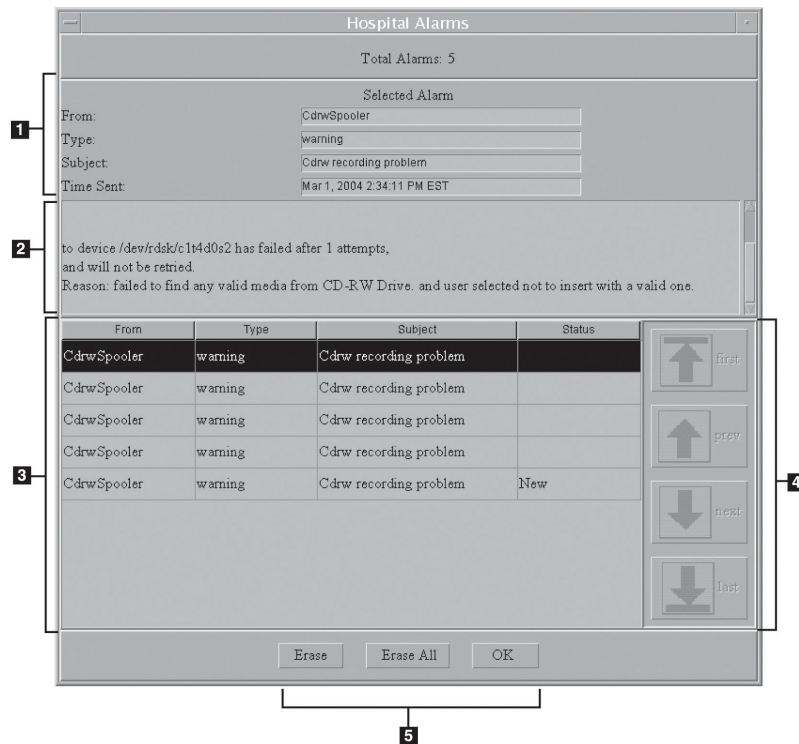 Hospital Alarms
Total Alarms: 5
Selected Alarm
1
From: CdrwSpooler
Type: warning
Subject: Cdrw recording problem
Time Sent: Mar 1, 2004 2:34:11 PM EST
2
to device /dev/rdsk/c1t4d0s2 has failed after 1 attempts,
and will not be retried.
Reason: failed to find any valid media from CD-RW Drive. and user selected not to insert with a valid one.
3
From Type Subject Status
CdrwSpooler warning Cdrw recording problem
CdrwSpooler warning Cdrw recording problem
CdrwSpooler warning Cdrw recording problem
CdrwSpooler warning Cdrw recording problem
CdrwSpooler warning Cdrw recording problem New
first
prev
next
last
4
Erase Erase All OK
5